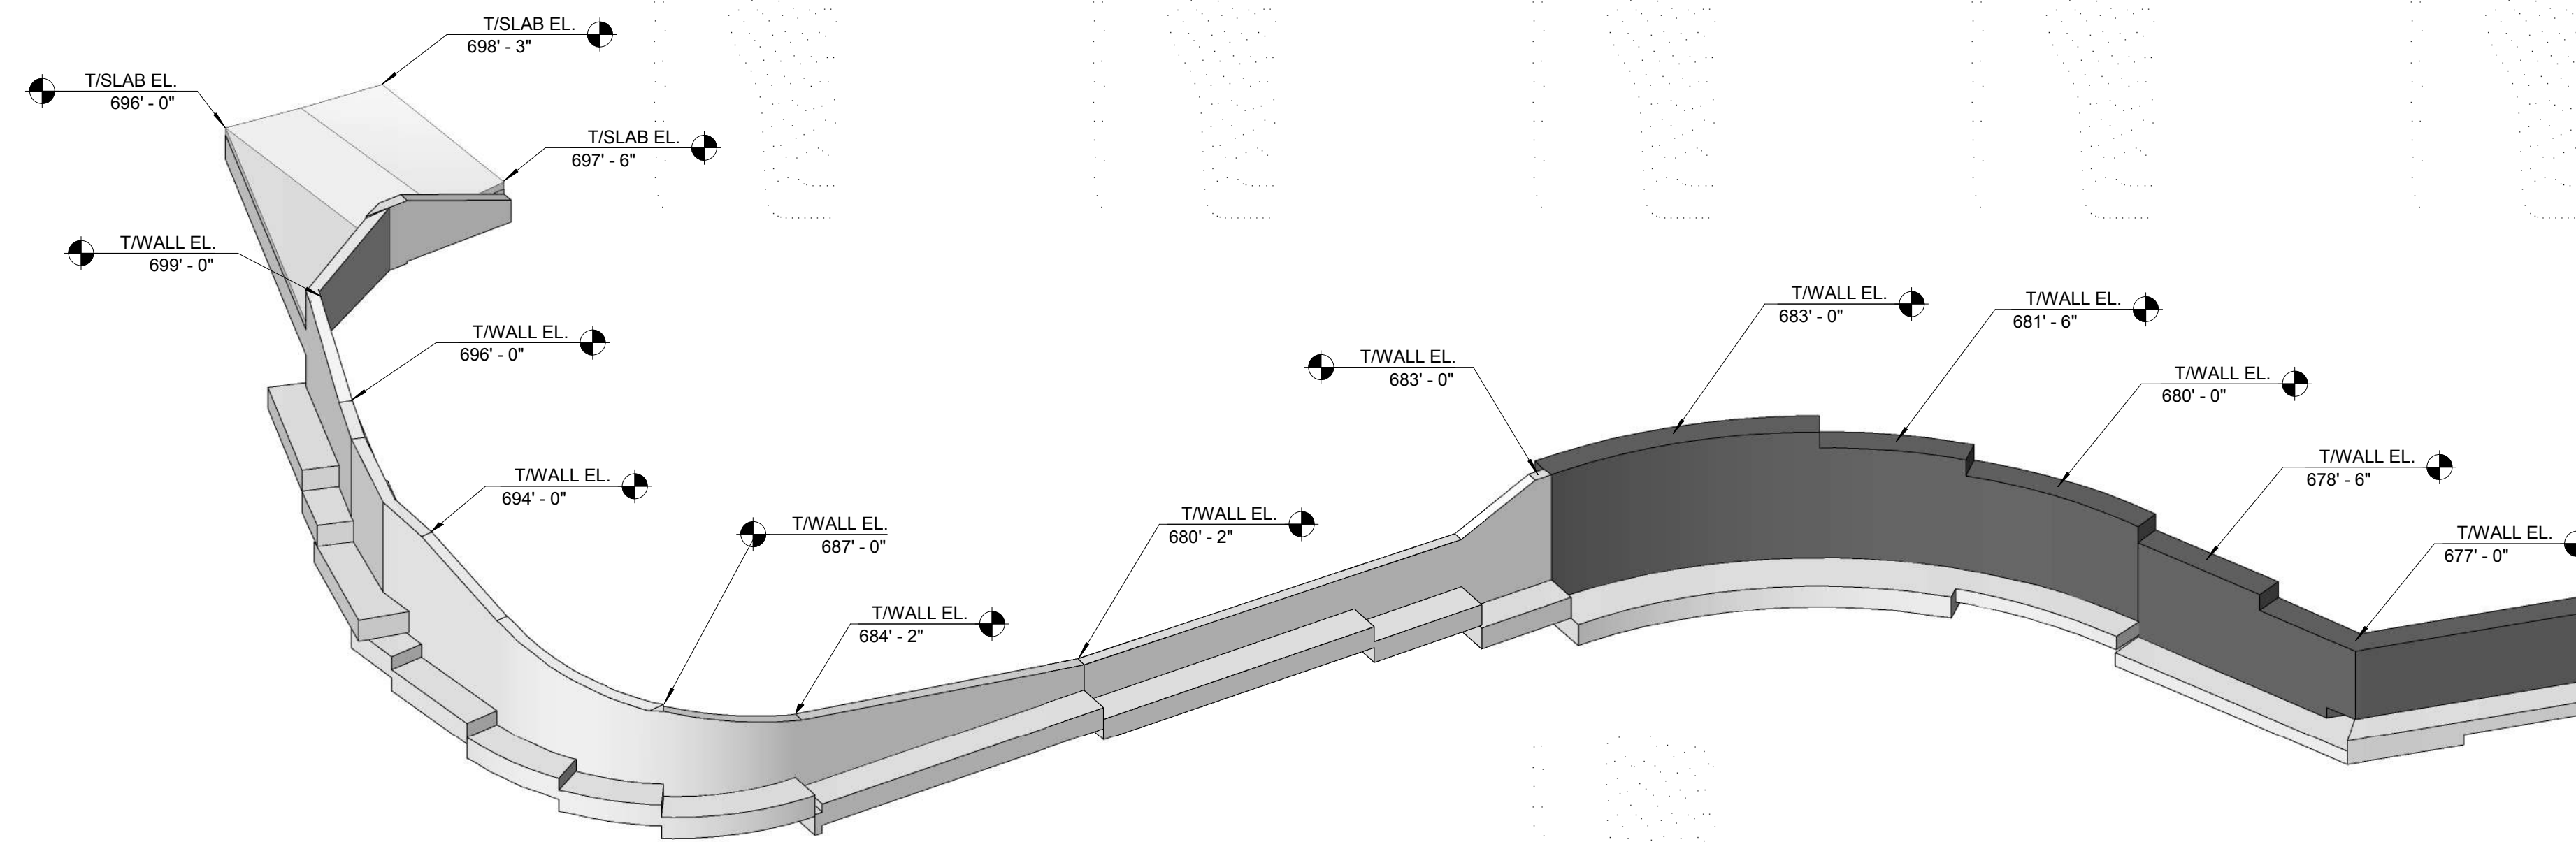 T/SLAB EL.
698' - 3"
T/SLAB EL.
696' - 0"
T/SLAB EL.
697' - 6"
T/WALL EL.
699' - 0"
T/WALL EL.
696' - 0"
T/WALL EL.
694' - 0"
T/WALL EL.
687' - 0"
T/WALL EL.
684' - 2"
T/WALL EL.
680' - 2"
T/WALL EL.
683' - 0"
T/WALL EL.
683' - 0"
T/WALL EL.
681' - 6"
T/WALL EL.
680' - 0"
T/WALL EL.
678' - 6"
T/WALL EL.
677' - 0"